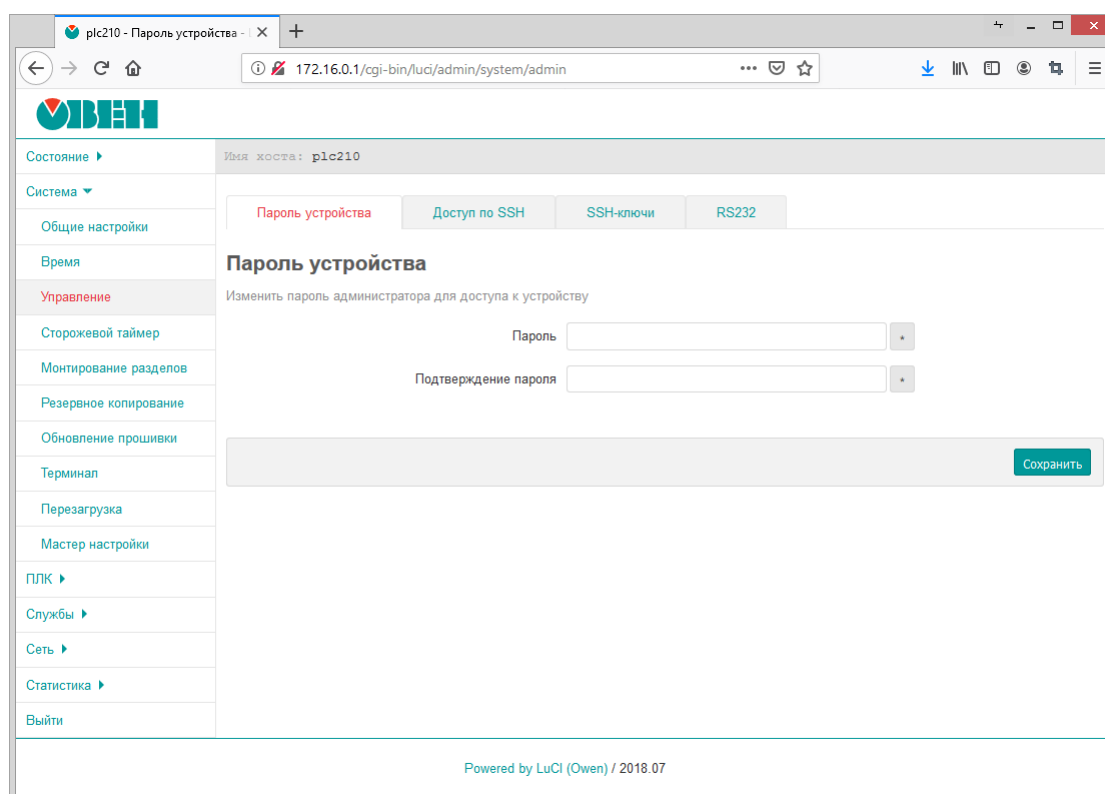 plc210 - Пароль устройства -
172.16.0.1/cgi-bin/luci/admin/system/admin
ОВЕН
Состояние
Имя хоста: plc210
Система
Общие настройки
Время
Управление
Сторожевой таймер
Монтирование разделов
Резервное копирование
Обновление прошивки
Терминал
Перезагрузка
Мастер настройки
ПЛК
Службы
Сеть
Статистика
Выйти
Пароль устройства Доступ по SSH SSH-ключи RS232
Пароль устройства
Изменить пароль администратора для доступа к устройству
Пароль *
Подтверждение пароля *
Сохранить
Powered by LuCI (Owen) / 2018.07